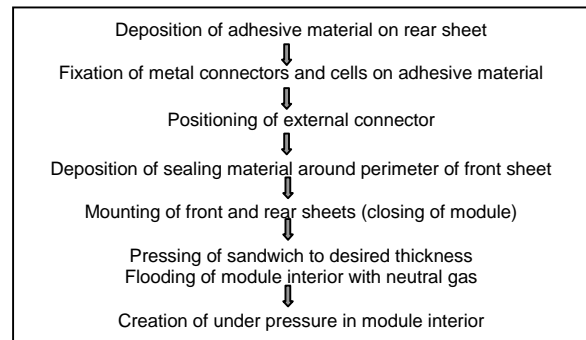 Deposition of adhesive material on rear sheet
Fixation of metal connectors and cells on adhesive material
Positioning of external connector
Deposition of sealing material around perimeter of front sheet
Mounting of front and rear sheets (closing of module)
Pressing of sandwich to desired thickness
Flooding of module interior with neutral gas
Creation of under pressure in module interior